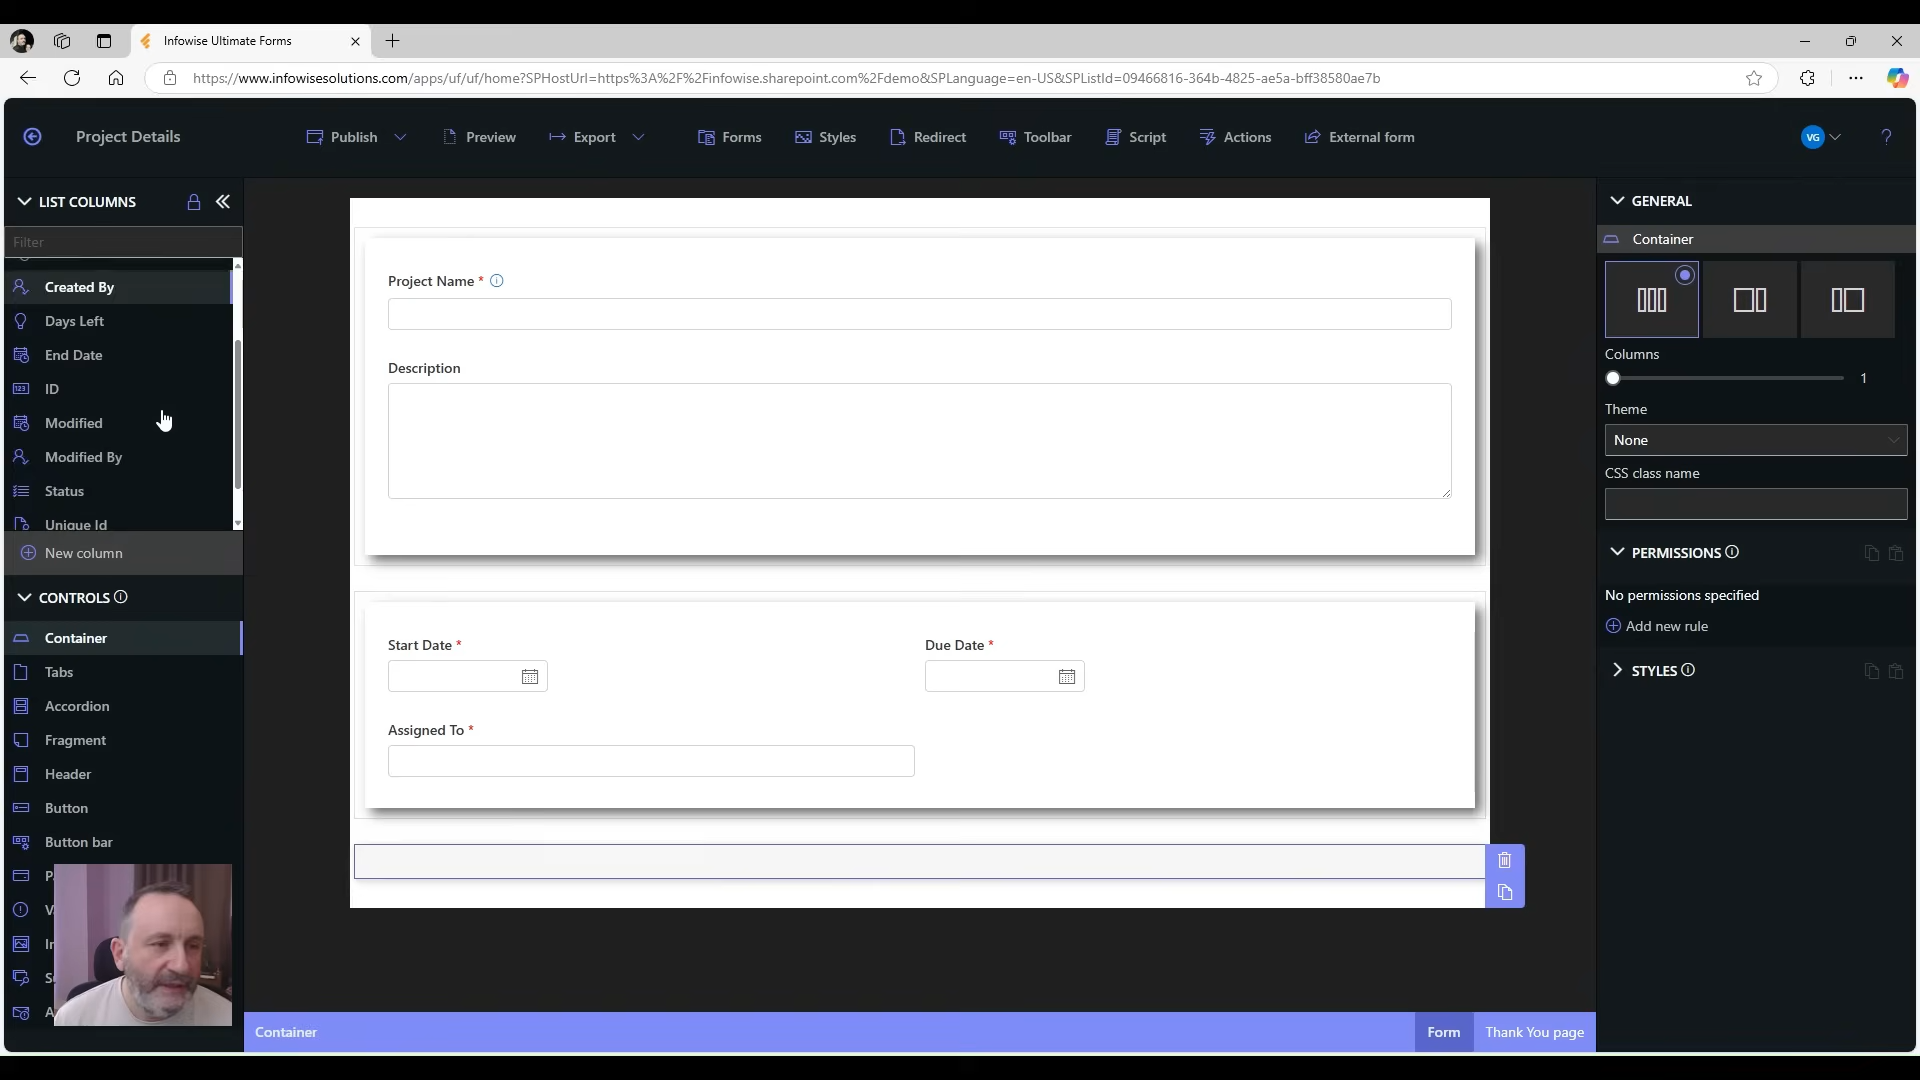 Infowise Ultimate Forms
https://www.infowisesolutions.com/apps/uf/uf/home?SPHostUrl=https%3A%2F%2Finfowise.sharepoint.com%2Fdemo&SPLanguage=en-US&SPListId=09466816-364b-4825-ae5a-bff38580ae7b
Project Details
Publish
Preview
Export
Forms
Styles
Redirect
Toolbar
Script
Actions
External form
VG
?
LIST COLUMNS
Filter
Created By
Days Left
End Date
123 ID
Modified
Modified By
Status
Unique Id
New column
CONTROLS
Container
Tabs
Accordion
Fragment
Header
Button
Button bar
Project Name *
Description
Start Date *
Due Date *
Assigned To *
Container
Form
Thank You page
GENERAL
Container
Columns
1
Theme
None
CSS class name
PERMISSIONS
No permissions specified
Add new rule
STYLES